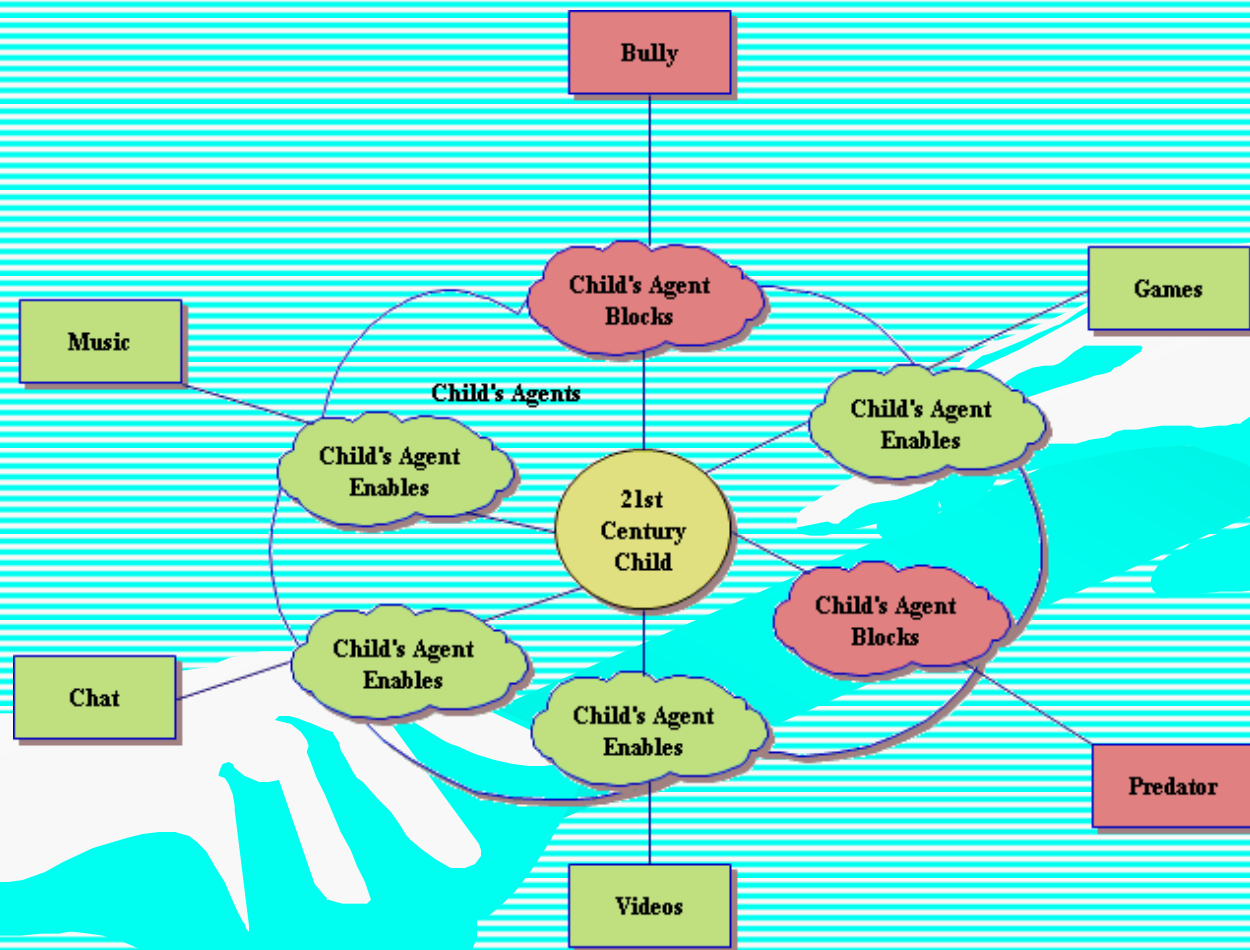 Bully
Child's Agent
Blocks
Games
Music
Child's Agents
Child's Agent
Enables
Child's Agent
Enables
21st
Century
Child
Child's Agent
Blocks
Child's Agent
Enables
Chat
Child's Agent
Enables
Predator
Videos